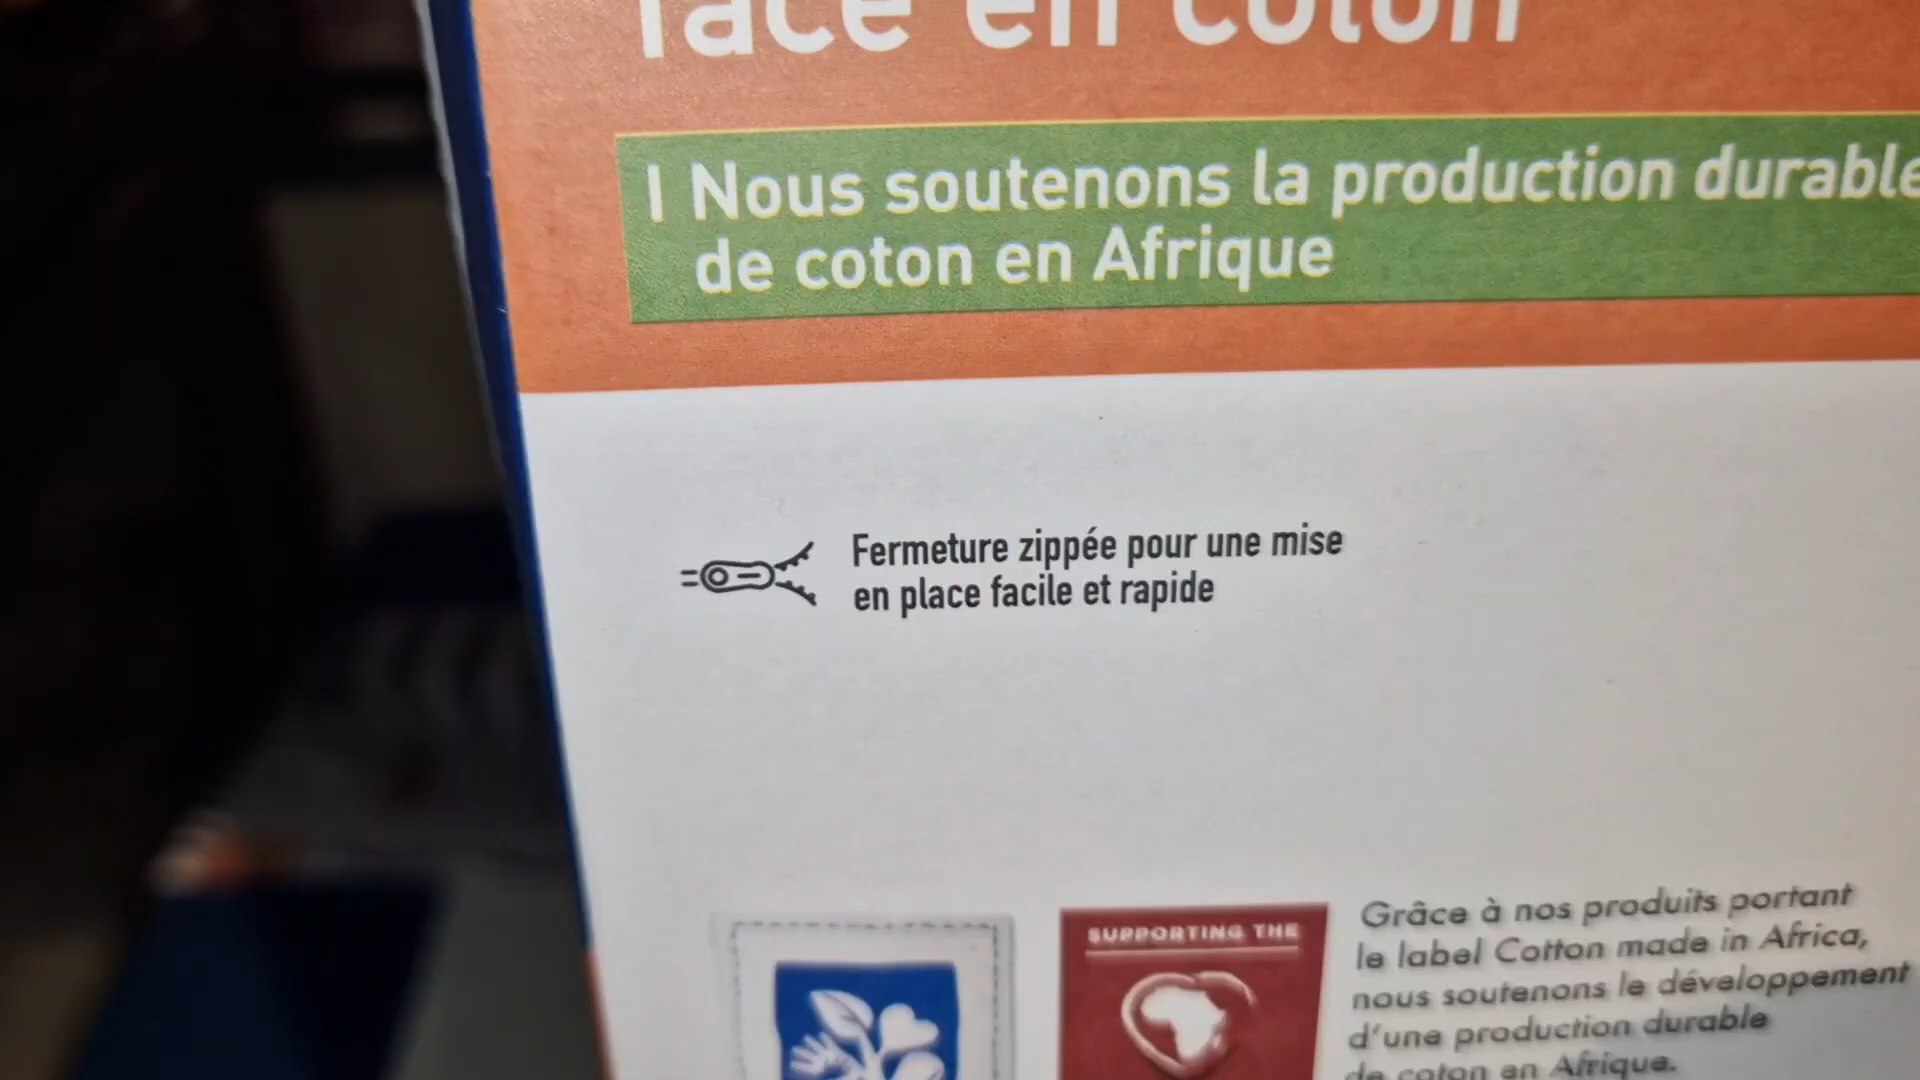 face en coton
| Nous soutenons la production durable
de coton en Afrique
Fermeture zippée pour une mise
en place facile et rapide
SUPPORTING THE
Grâce à nos produits portant
le label Cotton made in Africa,
nous soutenons le développement
d'une production durable
de coton en Afrique.